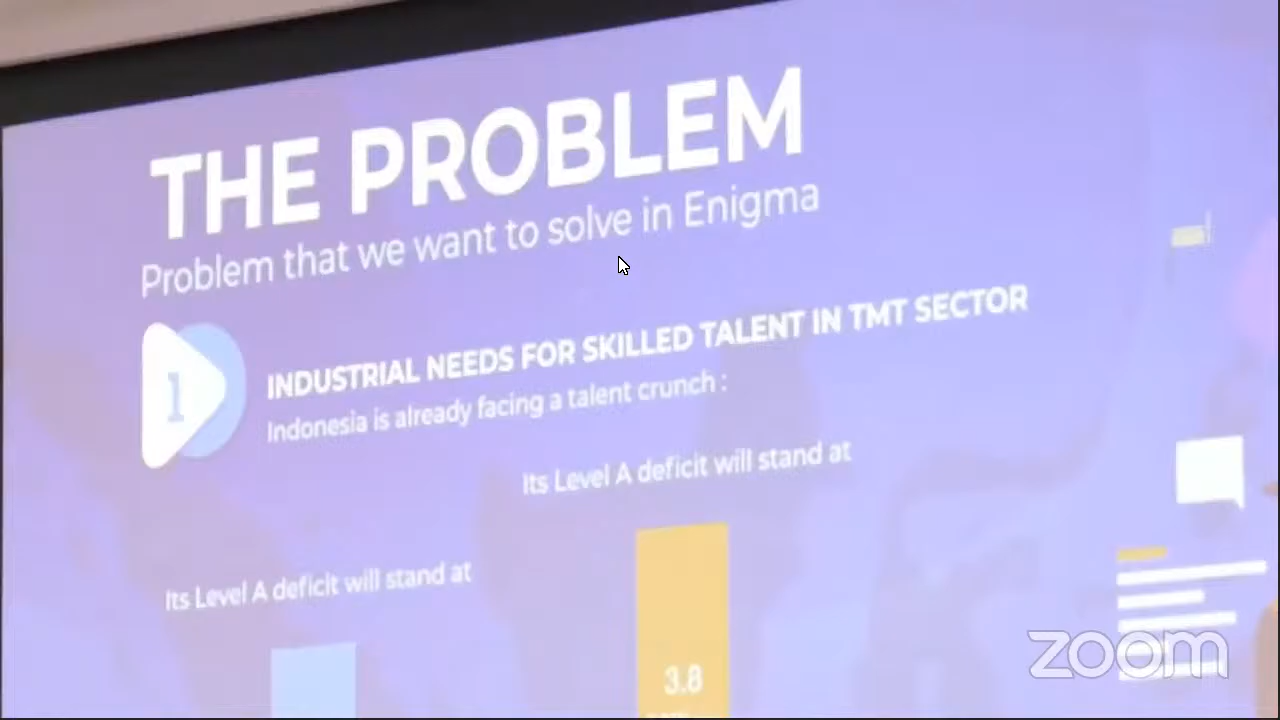 THE PROBLEM
Problem that we want to solve in Enigma
1
INDUSTRIAL NEEDS FOR SKILLED TALENT IN TMT SECTOR
Indonesia is already facing a talent crunch :
Its Level A deficit will stand at
Its Level A deficit will stand at
3.8
zoom